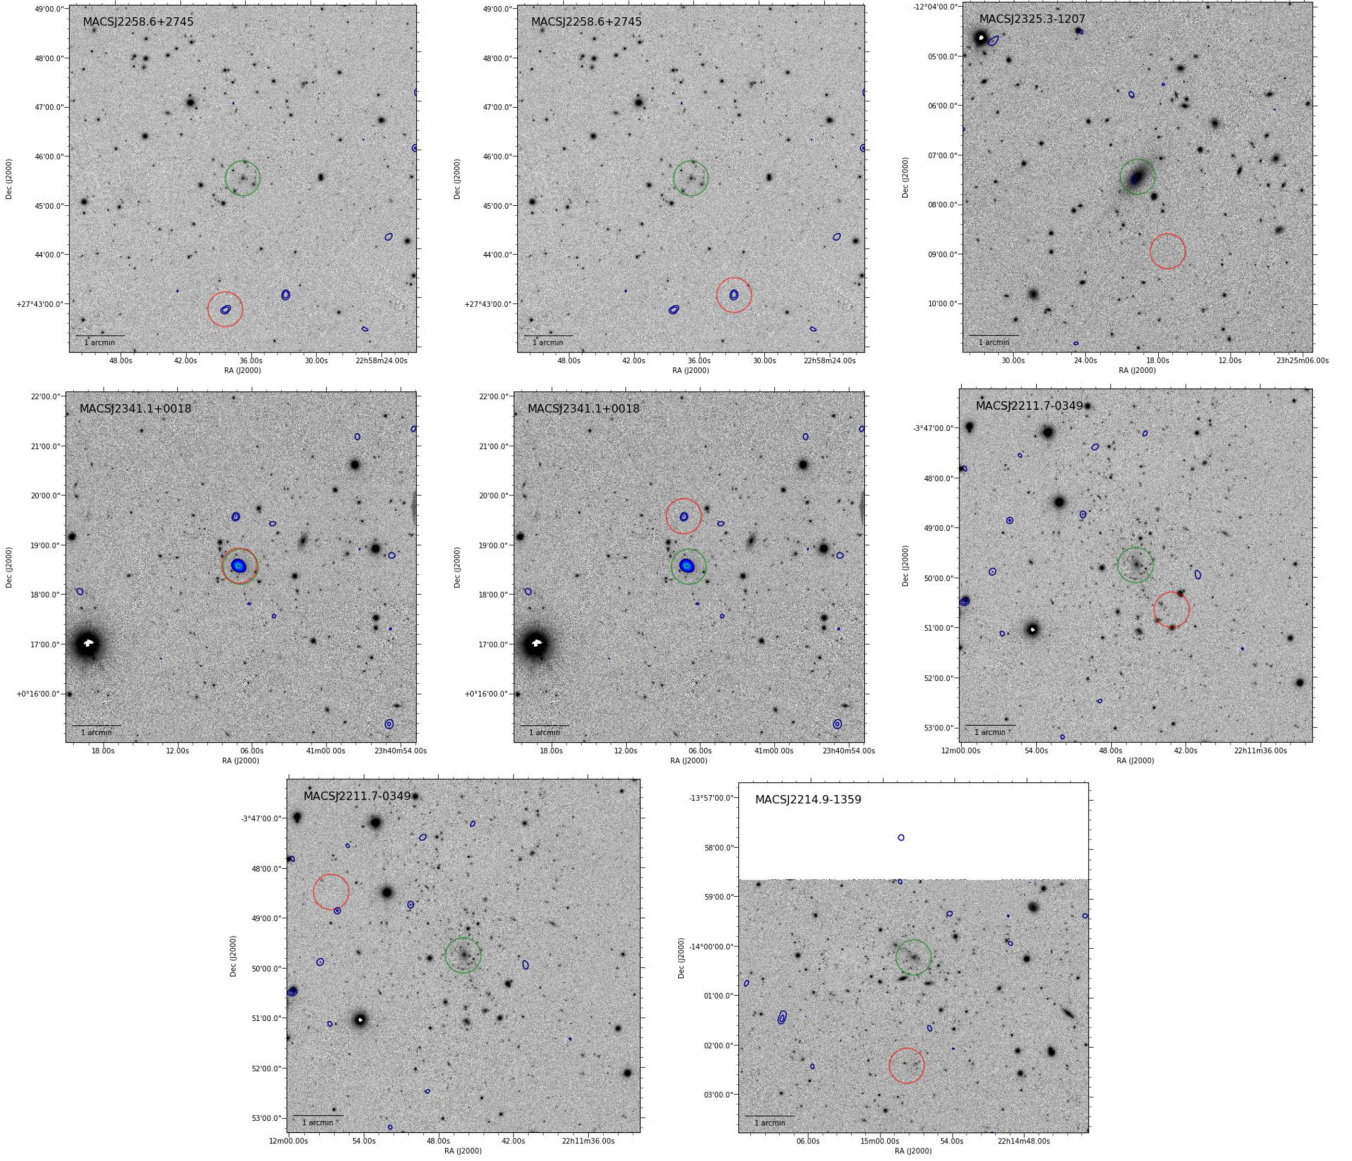 MACSJ2258.6+2745
49'00.0"
48'00.0"
47'00.0"
46'00.0"
45'00.0"
44'00.0"
+27°43'00.0"
Dec (J2000)
1 arcmin
48.00s 42.00s 36.00s 30.00s 22h58m24.00s
RA (J2000)
MACSJ2258.6+2745
49'00.0"
48'00.0"
47'00.0"
46'00.0"
45'00.0"
44'00.0"
+27°43'00.0"
Dec (J2000)
1 arcmin
48.00s 42.00s 36.00s 30.00s 22h58m24.00s
RA (J2000)
MACSJ2325.3-1207
-12°04'00.0"
05'00.0"
06'00.0"
07'00.0"
08'00.0"
09'00.0"
10'00.0"
Dec (J2000)
1 arcmin
30.00s 24.00s 18.00s 12.00s 23h25m06.00s
RA (J2000)
MACSJ2341.1+0018
22'00.0"
21'00.0"
20'00.0"
19'00.0"
18'00.0"
17'00.0"
+0°16'00.0"
Dec (J2000)
1 arcmin
18.00s 12.00s 06.00s 41m00.00s 23h40m54.00s
RA (J2000)
MACSJ2341.1+0018
22'00.0"
21'00.0"
20'00.0"
19'00.0"
18'00.0"
17'00.0"
+0°16'00.0"
Dec (J2000)
1 arcmin
18.00s 12.00s 06.00s 41m00.00s 23h40m54.00s
RA (J2000)
MACSJ2211.7-0349
-3°47'00.0"
48'00.0"
49'00.0"
50'00.0"
51'00.0"
52'00.0"
53'00.0"
Dec (J2000)
1 arcmin
12m00.00s 54.00s 48.00s 42.00s 22h11m36.00s
RA (J2000)
MACSJ2211.7-0349
-3°47'00.0"
48'00.0"
49'00.0"
50'00.0"
51'00.0"
52'00.0"
53'00.0"
Dec (J2000)
1 arcmin
12m00.00s 54.00s 48.00s 42.00s 22h11m36.00s
RA (J2000)
MACSJ2214.9-1359
-13°57'00.0"
58'00.0"
59'00.0"
-14°00'00.0"
01'00.0"
02'00.0"
03'00.0"
Dec (J2000)
1 arcmin
06.00s 15m00.00s 54.00s 22h14m48.00s
RA (J2000)